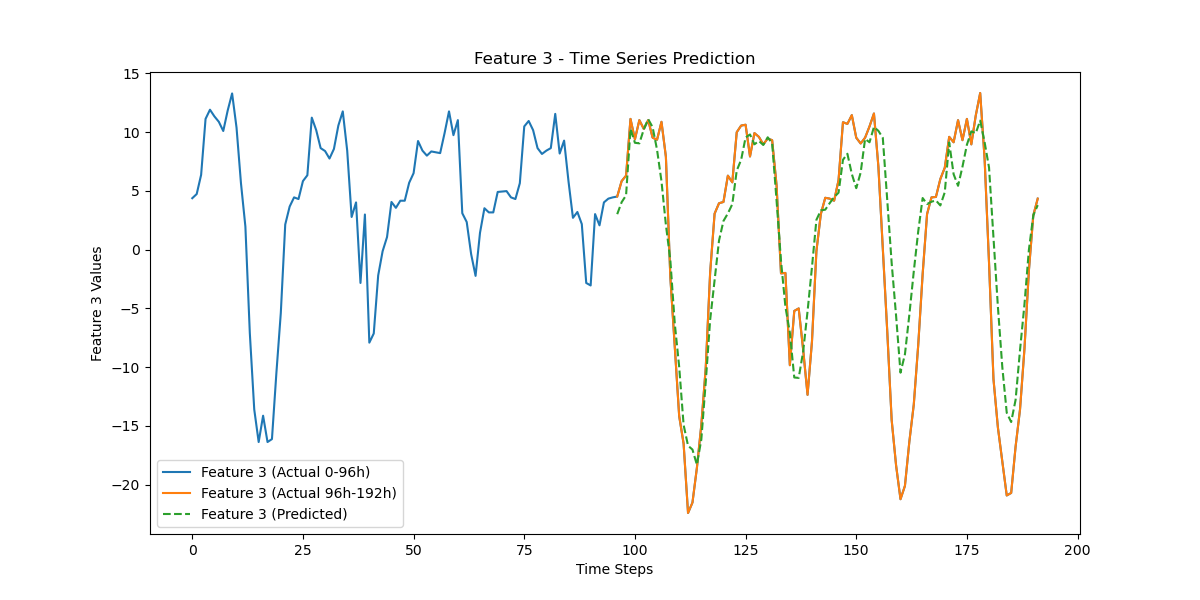 Feature 3 - Time Series Prediction
15
10
5
0
−5
−10
−15
−20
Feature 3 Values
Feature 3 (Actual 0-96h)
Feature 3 (Actual 96h-192h)
Feature 3 (Predicted)
0 25 50 75 100 125 150 175 200
Time Steps